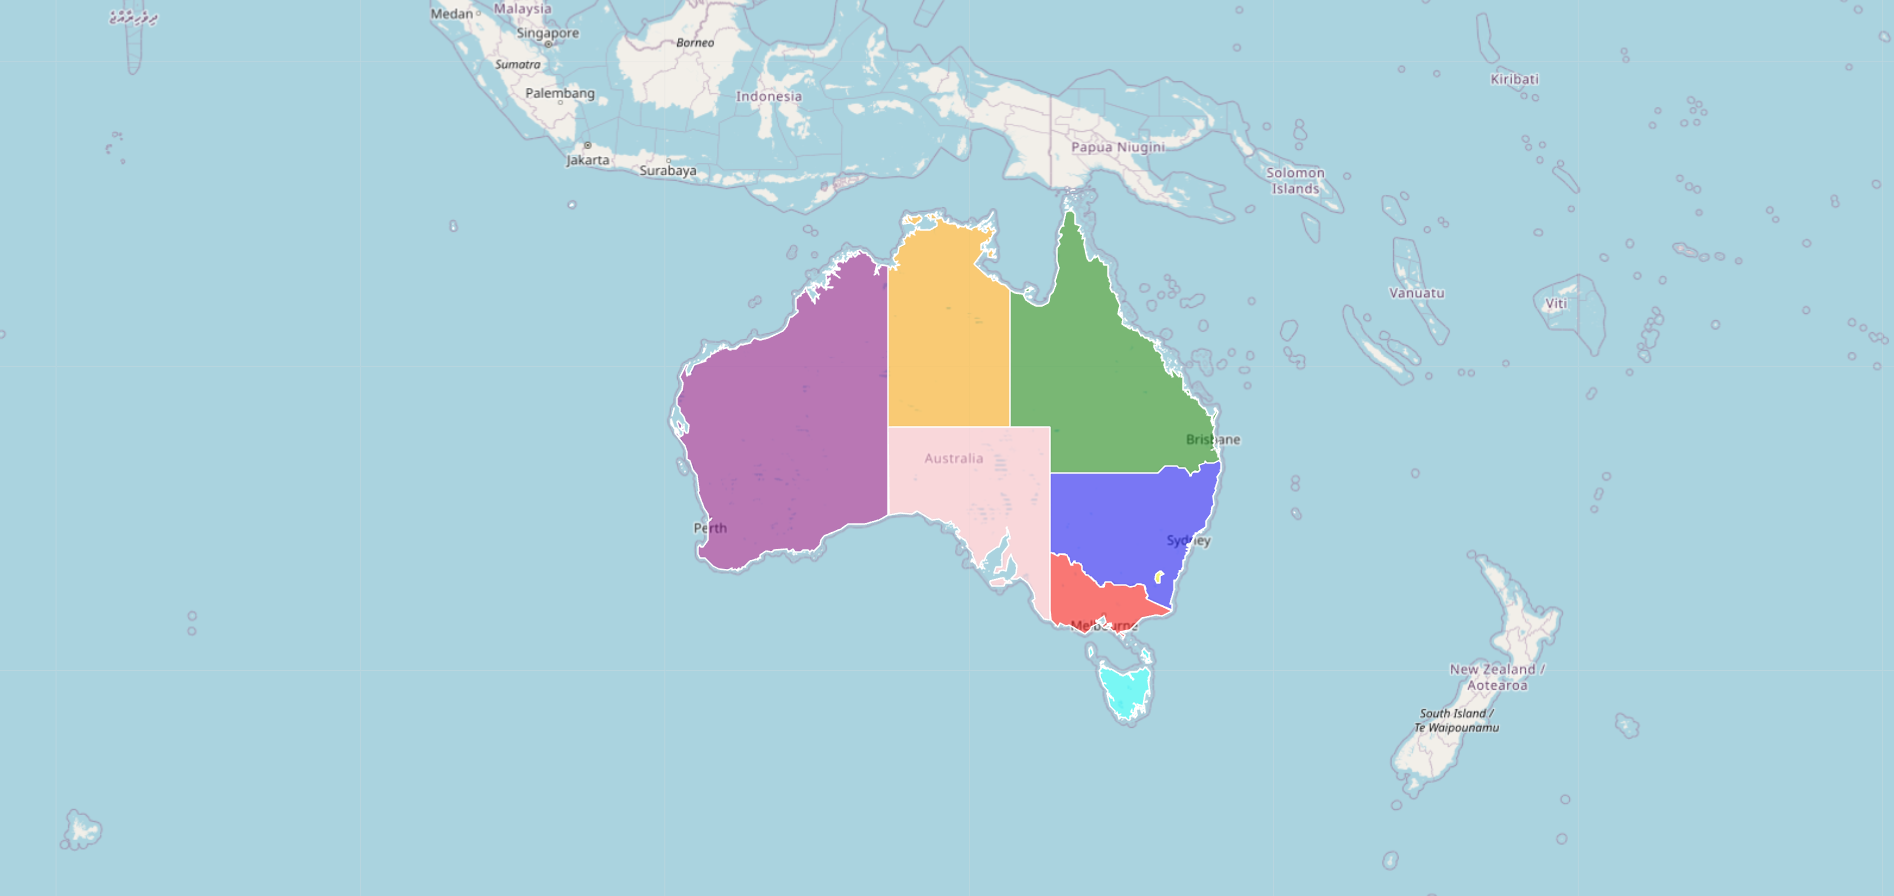 ދިވެހިރާއްޖެ
Medan
Malaysia
Singapore
Borneo
Sumatra
Palembang
Indonesia
Jakarta
Surabaya
Papua Niugini
Solomon
Islands
Kiribati
Vanuatu
Viti
Brisbane
Australia
Perth
Sydney
Melbourne
New Zealand /
Aotearoa
South Island /
Te Waipounamu